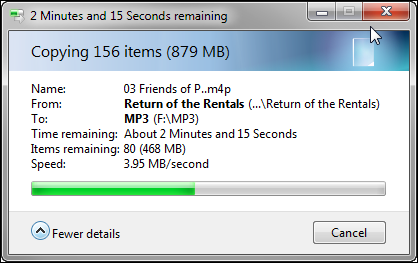 2 Minutes and 15 Seconds remaining
Copying 156 items (879 MB)
Name: 03 Friends of P..m4p
From: Return of the Rentals (...\Return of the Rentals)
To: MP3 (F:\MP3)
Time remaining: About 2 Minutes and 15 Seconds
Items remaining: 80 (468 MB)
Speed: 3.95 MB/second
Fewer details Cancel